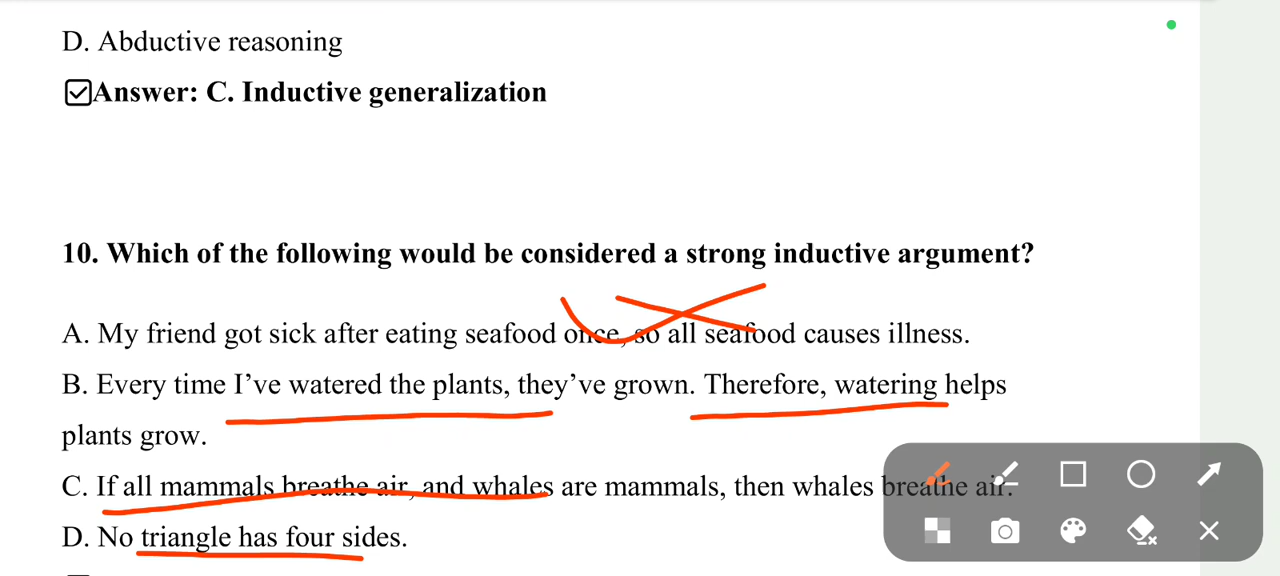 D. Abductive reasoning
Answer: C. Inductive generalization
10. Which of the following would be considered a strong inductive argument?
A. My friend got sick after eating seafood once, so all seafood causes illness.
B. Every time I’ve watered the plants, they’ve grown. Therefore, watering helps
plants grow.
C. If all mammals breathe air, and whales are mammals, then whales breathe air.
D. No triangle has four sides.